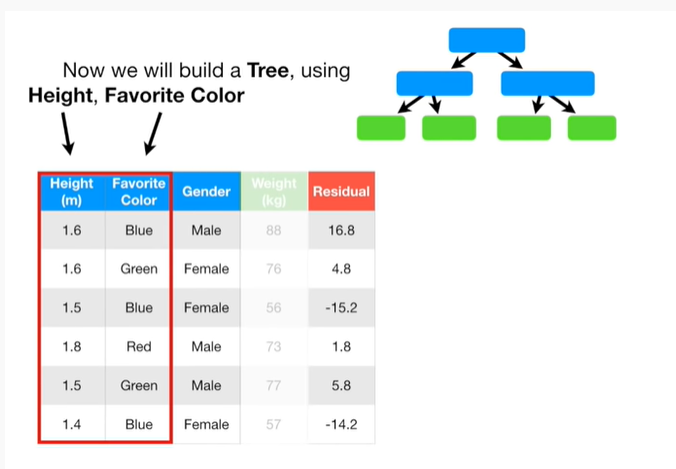 Now we will build a Tree, using
Height, Favorite Color
Height (m) Favorite Color Gender Weight (kg) Residual
1.6 Blue Male 88 16.8
1.6 Green Female 76 4.8
1.5 Blue Female 56 -15.2
1.8 Red Male 73 1.8
1.5 Green Male 77 5.8
1.4 Blue Female 57 -14.2